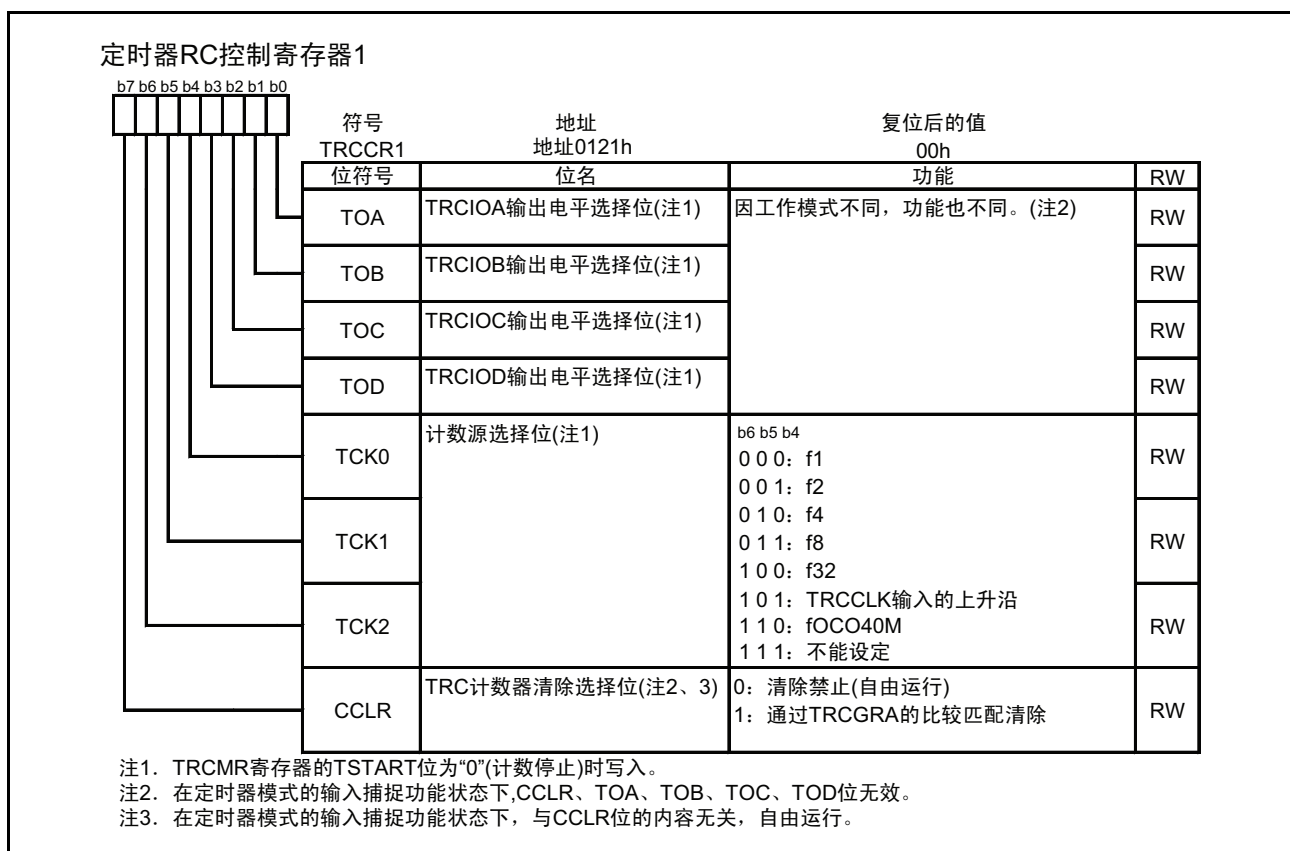 定时器RC控制寄存器1
b7 b6 b5 b4 b3 b2 b1 b0
符号 地址 复位后的值
TRCCR1 地址0121h 00h
位符号 位名 功能 RW
TOA TRCIOA输出电平选择位(注1) 因工作模式不同，功能也不同。(注2) RW
TOB TRCIOB输出电平选择位(注1) RW
TOC TRCIOC输出电平选择位(注1) RW
TOD TRCIOD输出电平选择位(注1) RW
TCK0 计数源选择位(注1) b6 b5 b4 RW
0 0 0：f1
0 0 1：f2
0 1 0：f4
TCK1 0 1 1：f8 RW
1 0 0：f32
1 0 1：TRCCLK输入的上升沿
TCK2 1 1 0：fOCO40M RW
1 1 1：不能设定
CCLR TRC计数器清除选择位(注2、3) 0：清除禁止(自由运行) RW
1：通过TRCGRA的比较匹配清除
注1．TRCMR寄存器的TSTART位为“0”(计数停止)时写入。
注2．在定时器模式的输入捕捉功能状态下,CCLR、TOA、TOB、TOC、TOD位无效。
注3．在定时器模式的输入捕捉功能状态下，与CCLR位的内容无关，自由运行。